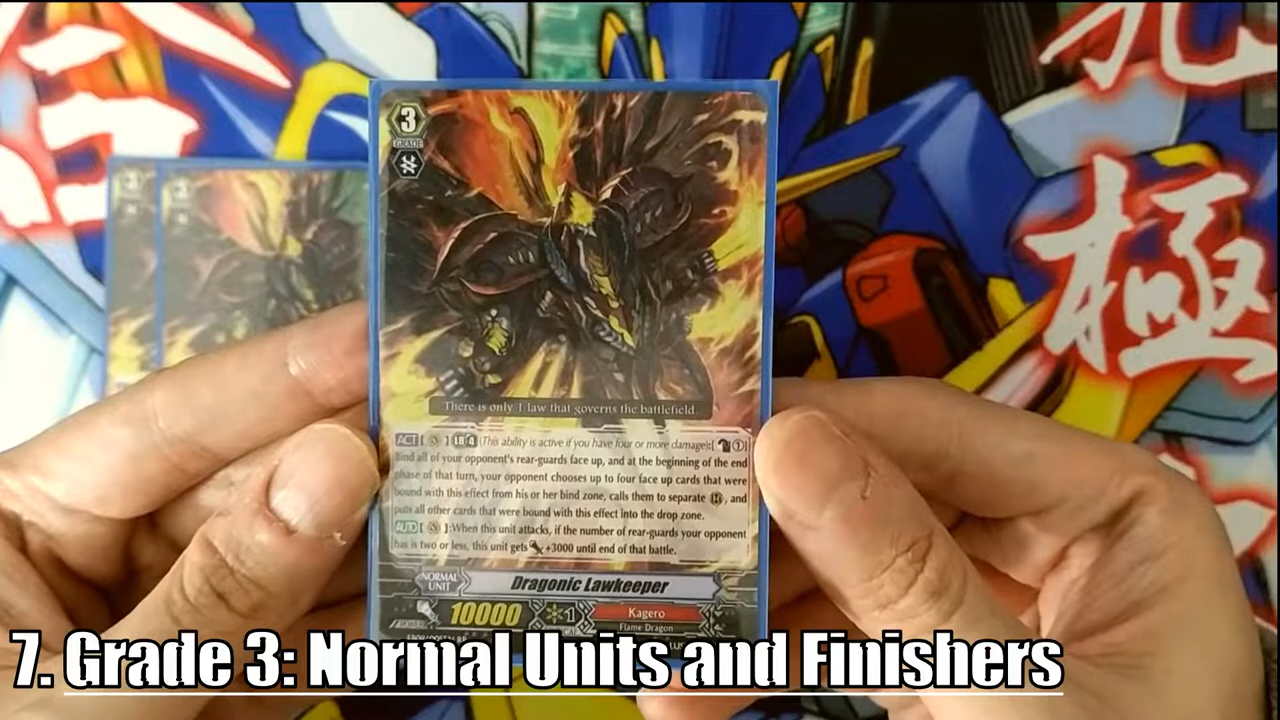 極
3
GRADE
There is only 1 law that governs the battlefield.
ACT [ ] LB 4 (This ability is active if you have four or more damage):[ ①]
Bind all of your opponent's rear-guards face up, and at the beginning of the end
phase of that turn, your opponent chooses up to four face up cards that were
bound with this effect from his or her bind zone, calls them to separate R, and
puts all other cards that were bound with this effect into the drop zone.
AUTO [ ]:When this unit attacks, if the number of rear-guards your opponent
has is two or less, this unit gets +3000 until end of that battle.
NORMAL
UNIT
Dragonic Lawkeeper
POWER 10000 1 Kagero
Flame Dragon
7. Grade 3: Normal Units and Finishers